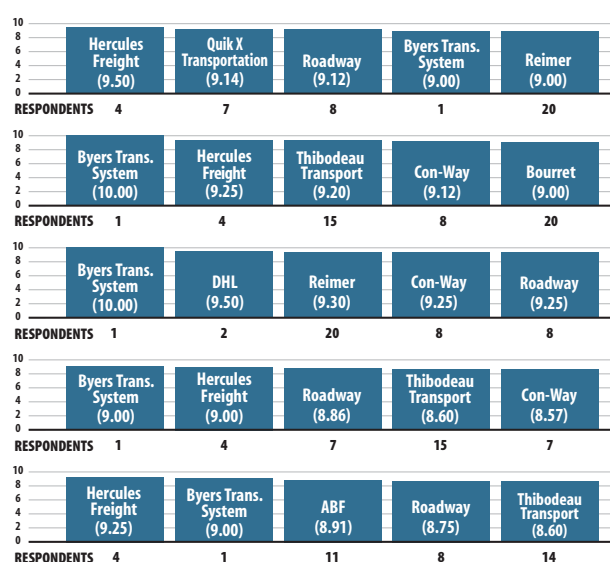 10
8
6
4
2
0
Hercules
Freight
(9.50)
Quik X
Transportation
(9.14)
Roadway
(9.12)
Byers Trans.
System
(9.00)
Reimer
(9.00)
RESPONDENTS 4 7 8 1 20
10
8
6
4
2
0
Byers Trans.
System
(10.00)
Hercules
Freight
(9.25)
Thibodeau
Transport
(9.20)
Con-Way
(9.12)
Bourret
(9.00)
RESPONDENTS 1 4 15 8 20
10
8
6
4
2
0
Byers Trans.
System
(10.00)
DHL
(9.50)
Reimer
(9.30)
Con-Way
(9.25)
Roadway
(9.25)
RESPONDENTS 1 2 20 8 8
10
8
6
4
2
0
Byers Trans.
System
(9.00)
Hercules
Freight
(9.00)
Roadway
(8.86)
Thibodeau
Transport
(8.60)
Con-Way
(8.57)
RESPONDENTS 1 4 7 15 7
10
8
6
4
2
0
Hercules
Freight
(9.25)
Byers Trans.
System
(9.00)
ABF
(8.91)
Roadway
(8.75)
Thibodeau
Transport
(8.60)
RESPONDENTS 4 1 11 8 14